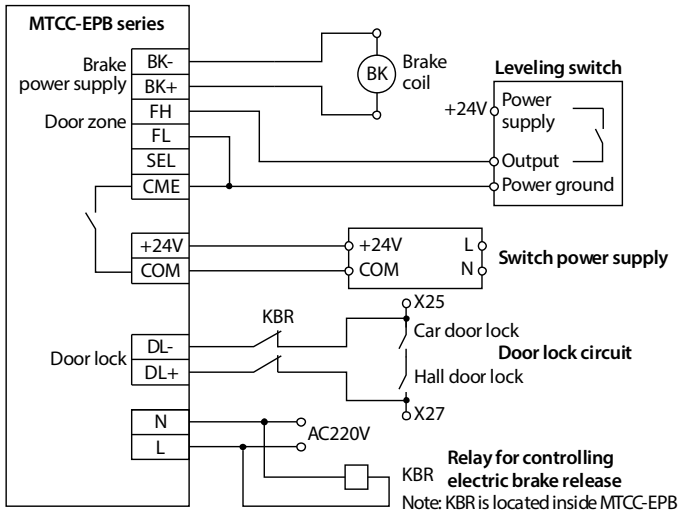 MTCC-EPB series
Brake
power supply
BK-
BK+
Door zone
FH
FL
SEL
CME
+24V
COM
Door lock
DL-
DL+
N
L
BK
Brake
coil
Leveling switch
+24V
Power
supply
Output
Power ground
+24V
COM
L
N
Switch power supply
KBR
X25
Car door lock
Door lock circuit
Hall door lock
X27
AC220V
KBR
Relay for controlling
electric brake release
Note: KBR is located inside MTCC-EPB